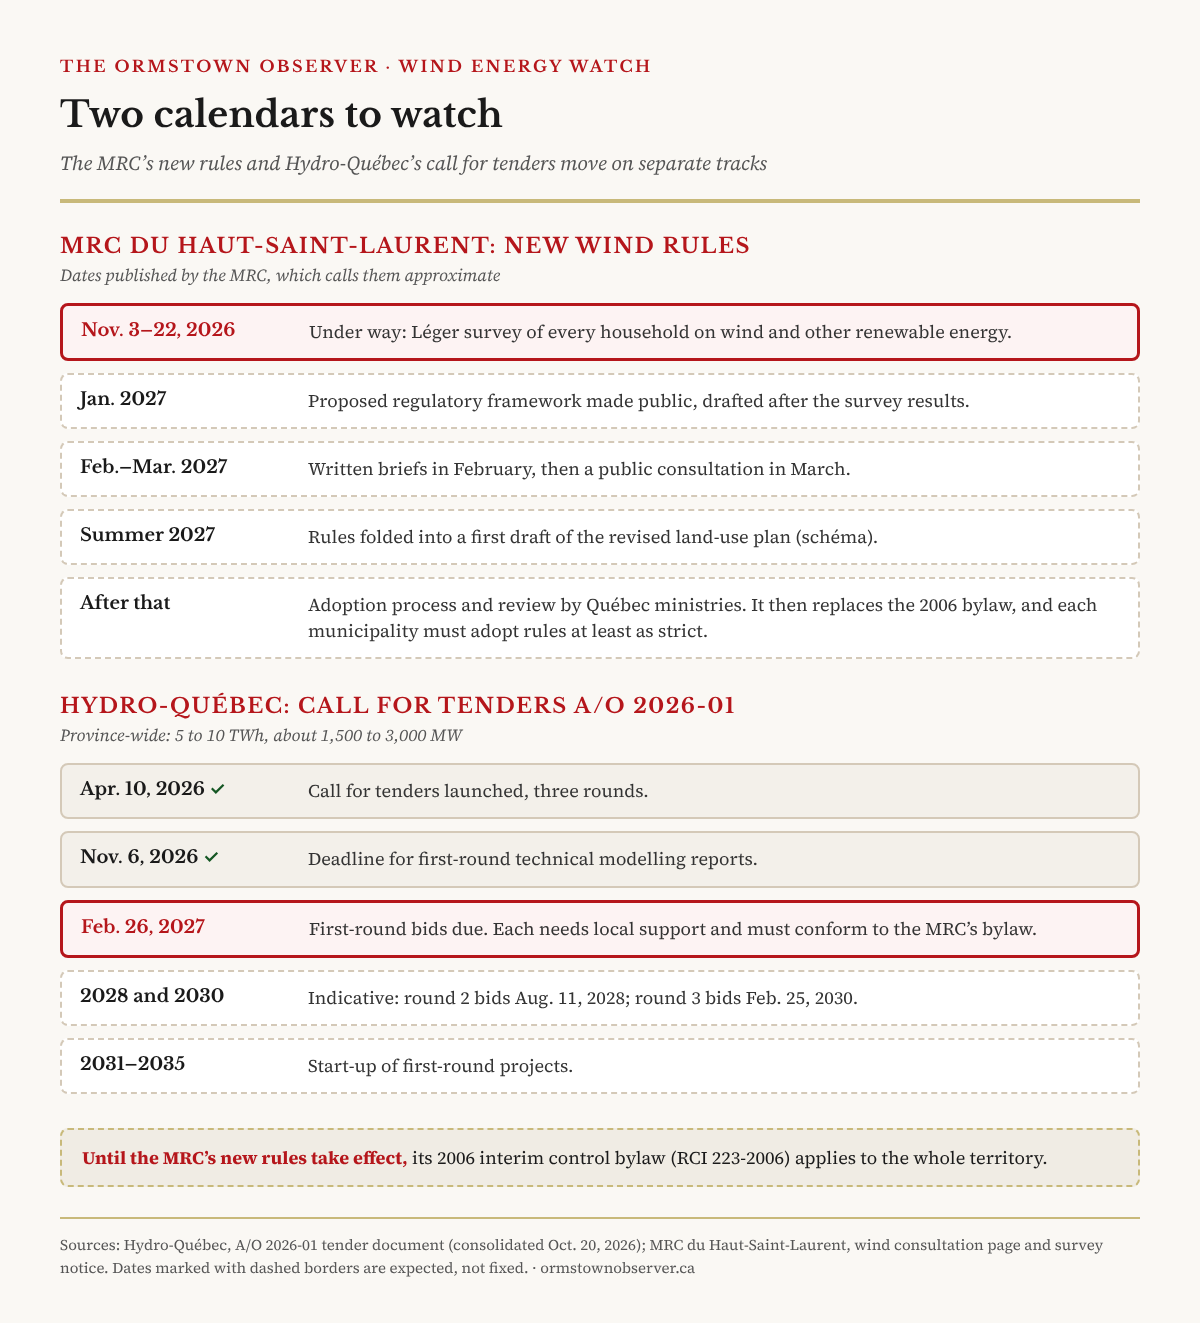 THE ORMSTOWN OBSERVER · WIND ENERGY WATCH
Two calendars to watch
The MRC’s new rules and Hydro-Québec’s call for tenders move on separate tracks
MRC DU HAUT-SAINT-LAURENT: NEW WIND RULES
Dates published by the MRC, which calls them approximate
Nov. 3–22, 2026 Under way: Léger survey of every household on wind and other renewable energy.
Jan. 2027 Proposed regulatory framework made public, drafted after the survey results.
Feb.–Mar. 2027 Written briefs in February, then a public consultation in March.
Summer 2027 Rules folded into a first draft of the revised land-use plan (schéma).
After that Adoption process and review by Québec ministries. It then replaces the 2006 bylaw, and each
municipality must adopt rules at least as strict.
HYDRO-QUÉBEC: CALL FOR TENDERS A/O 2026-01
Province-wide: 5 to 10 TWh, about 1,500 to 3,000 MW
Apr. 10, 2026 ✓ Call for tenders launched, three rounds.
Nov. 6, 2026 ✓ Deadline for first-round technical modelling reports.
Feb. 26, 2027 First-round bids due. Each needs local support and must conform to the MRC’s bylaw.
2028 and 2030 Indicative: round 2 bids Aug. 11, 2028; round 3 bids Feb. 25, 2030.
2031–2035 Start-up of first-round projects.
Until the MRC’s new rules take effect, its 2006 interim control bylaw (RCI 223-2006) applies to the whole territory.
Sources: Hydro-Québec, A/O 2026-01 tender document (consolidated Oct. 20, 2026); MRC du Haut-Saint-Laurent, wind consultation page and survey
notice. Dates marked with dashed borders are expected, not fixed. · ormstownobserver.ca